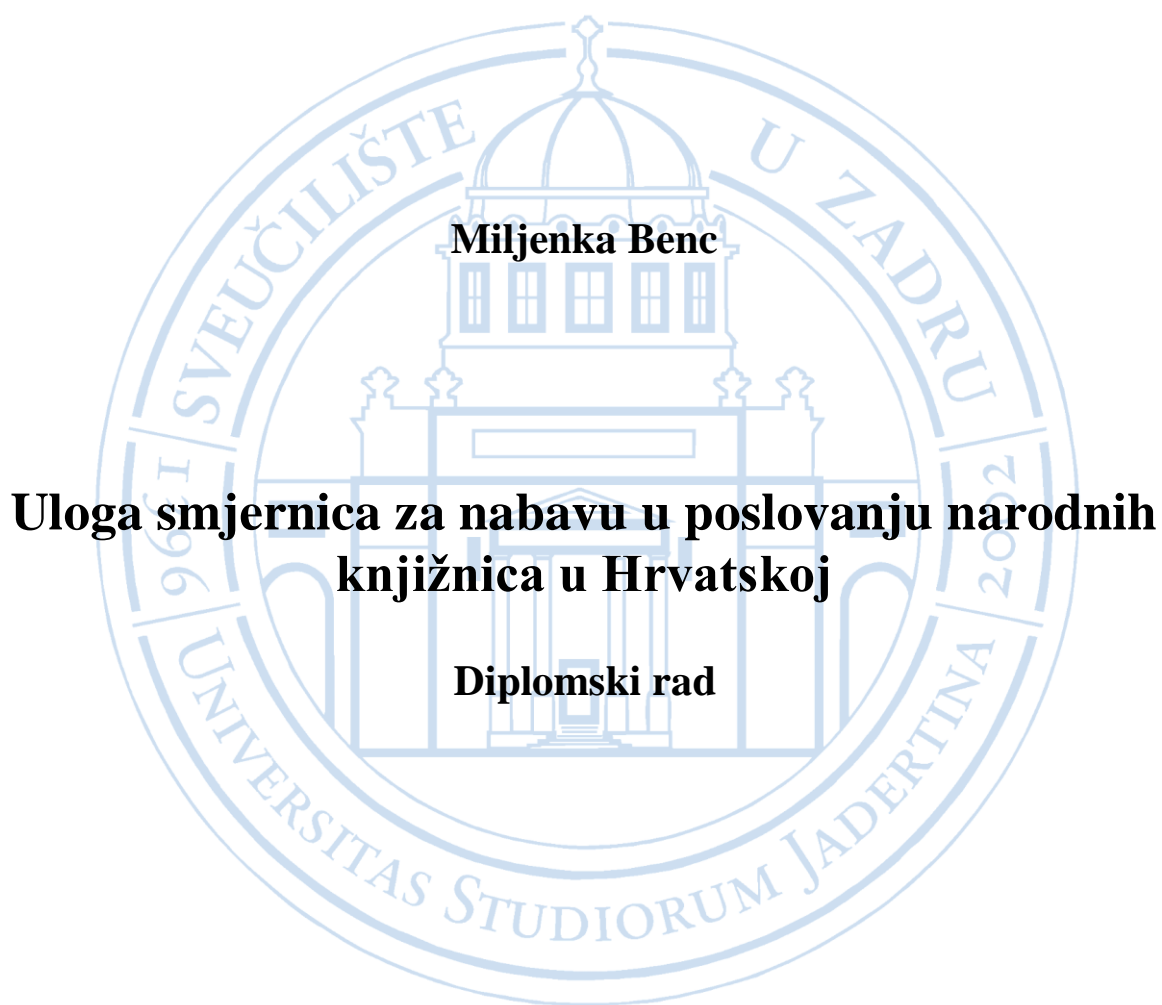 SVEUČILIŠTE U ZADRU
Miljenka Benc
1396
2002
Uloga smjernica za nabavu u poslovanju narodnih
knjižnica u Hrvatskoj
Diplomski rad
UNIVERSITAS STUDIORUM JADERTINA